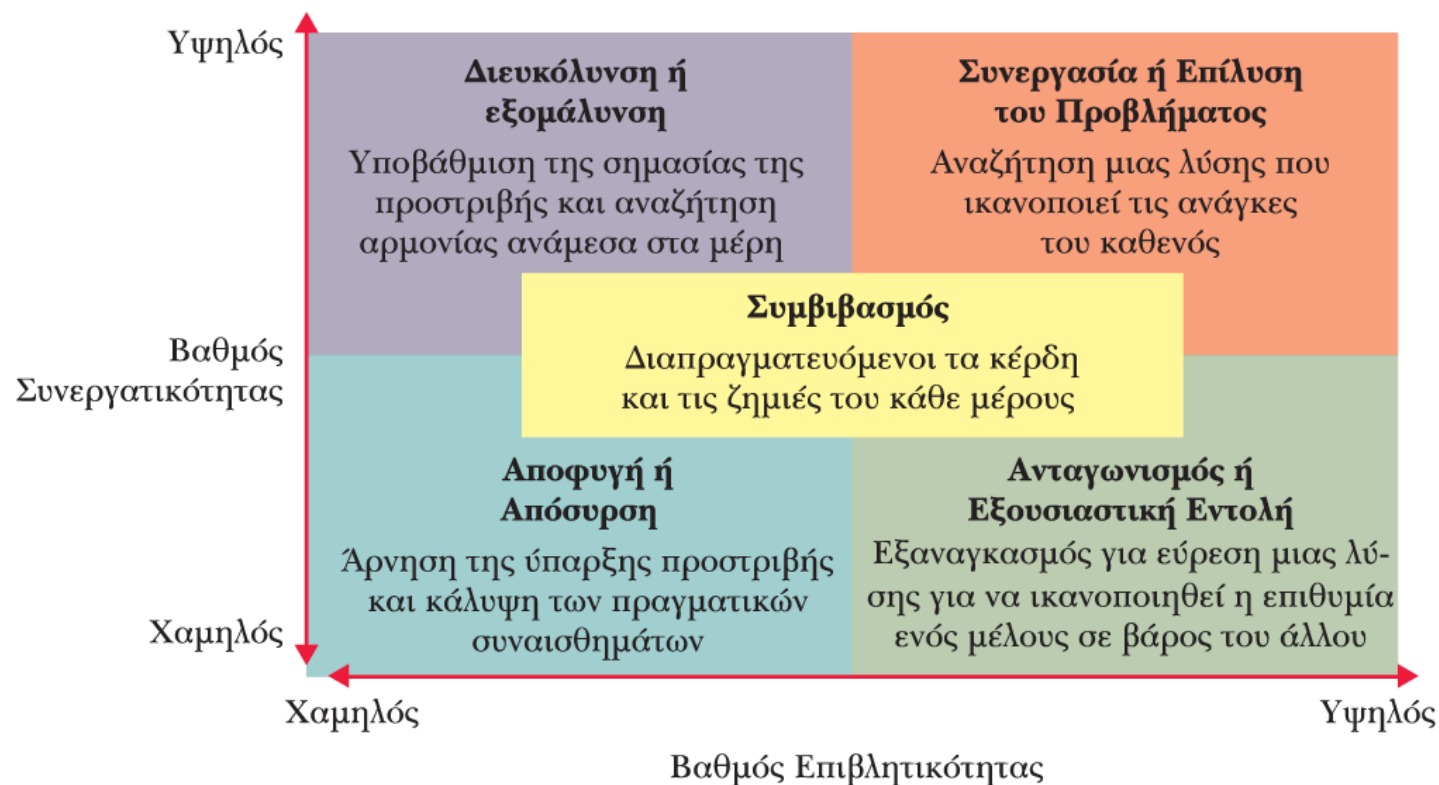 Υψηλός
Διευκόλυνση ή
εξομάλυνση
Υποβάθμιση της σημασίας της
προστριβής και αναζήτηση
αρμονίας ανάμεσα στα μέρη
Συνεργασία ή Επίλυση
του Προβλήματος
Αναζήτηση μιας λύσης που
ικανοποιεί τις ανάγκες
του καθενός
Συμβιβασμός
Διαπραγματευόμενοι τα κέρδη
και τις ζημιές του κάθε μέρους
Βαθμός
Συνεργατικότητας
Αποφυγή ή
Απόσυρση
Άρνηση της ύπαρξης προστριβής
και κάλυψη των πραγματικών
συναισθημάτων
Ανταγωνισμός ή
Εξουσιαστική Εντολή
Εξαναγκασμός για εύρεση μιας λύ-
σης για να ικανοποιηθεί η επιθυμία
ενός μέλους σε βάρος του άλλου
Χαμηλός
Χαμηλός
Υψηλός
Βαθμός Επιβλητικότητας